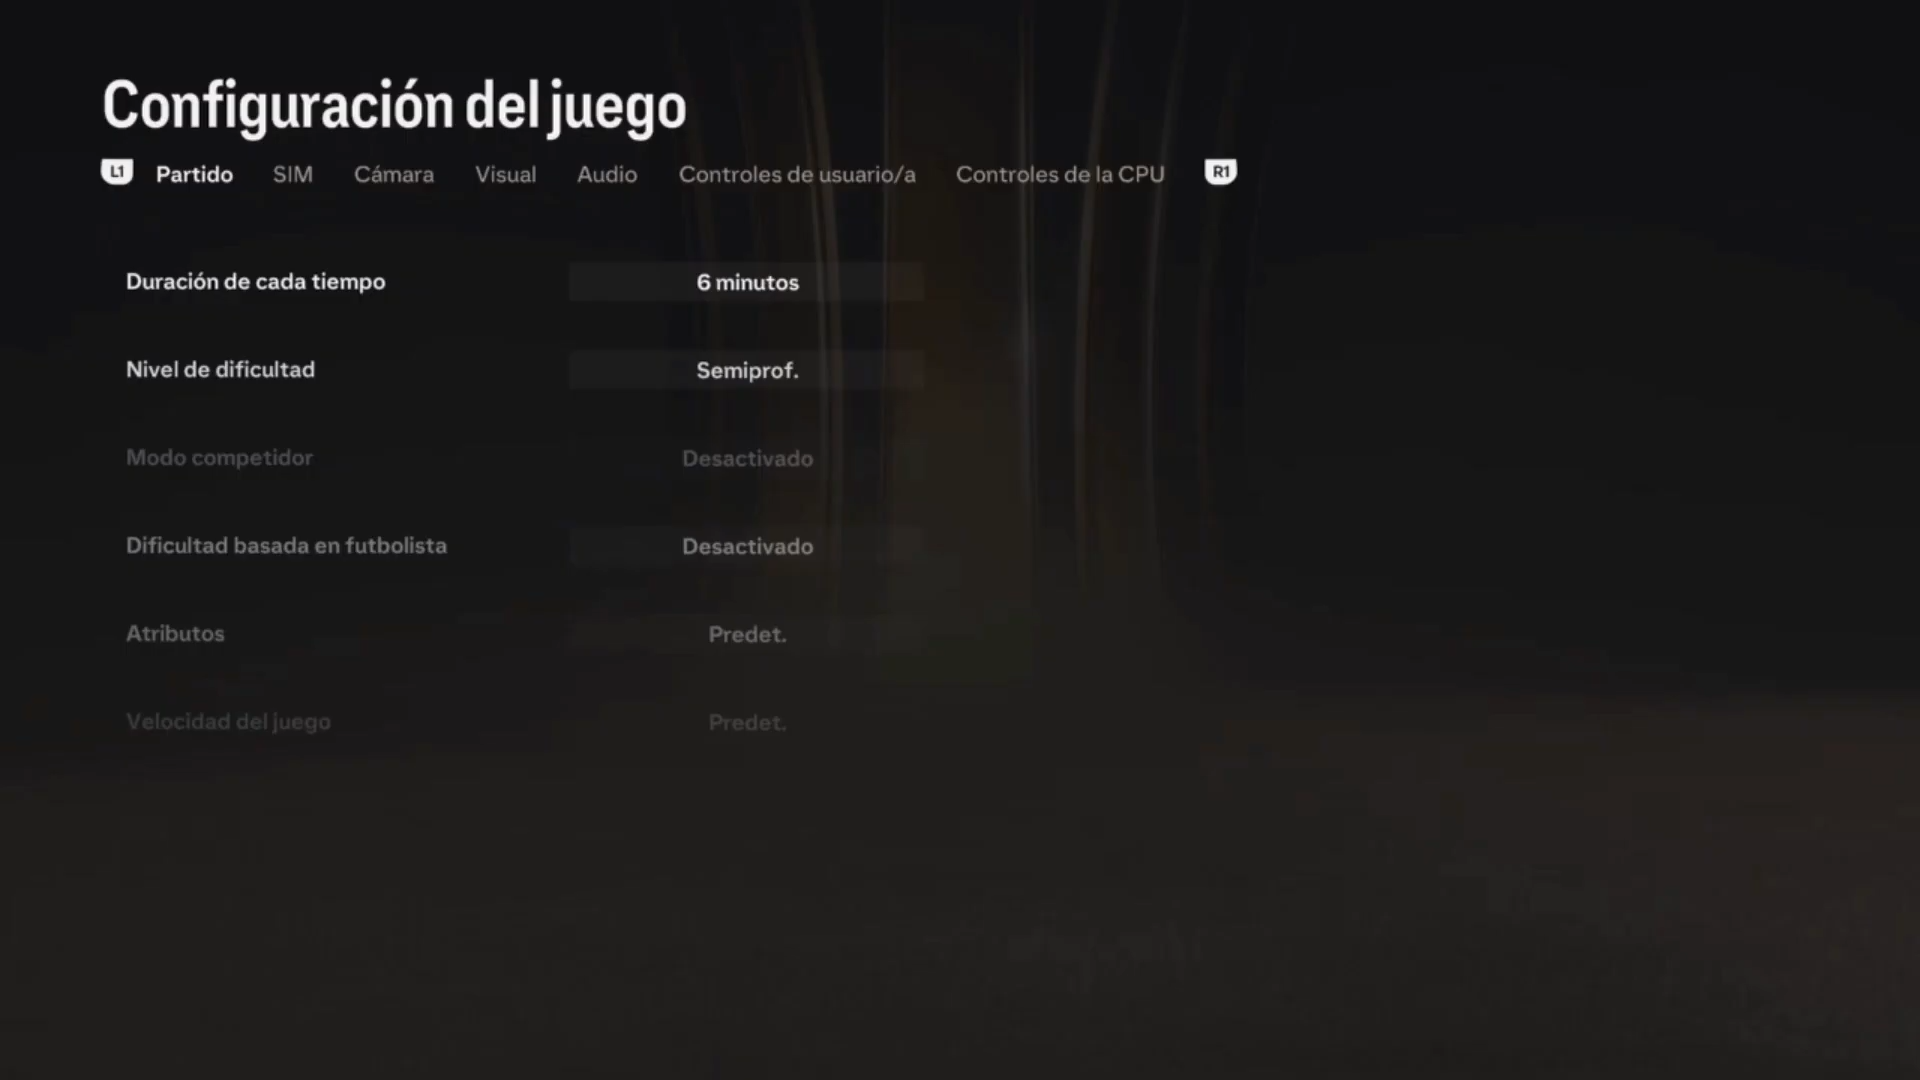 Configuración del juego
L1 Partido SIM Cámara Visual Audio Controles de usuario/a Controles de la CPU R1
Duración de cada tiempo 6 minutos
Nivel de dificultad Semiprof.
Modo competidor Desactivado
Dificultad basada en futbolista Desactivado
Atributos Predet.
Velocidad del juego Predet.